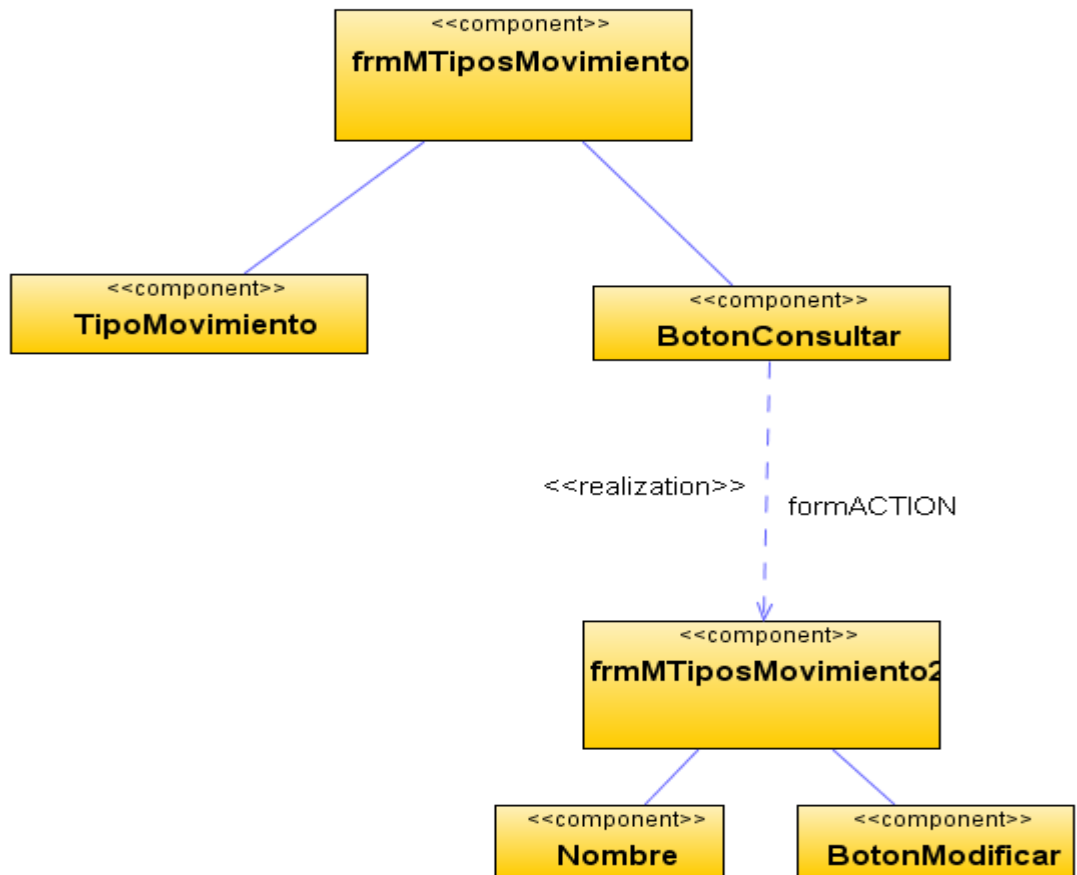 <<component>>
frmMTiposMovimiento
<<component>>
TipoMovimiento
<<component>>
BotonConsultar
<<realization>>
formACTION
<<component>>
frmMTiposMovimiento2
<<component>>
Nombre
<<component>>
BotonModificar